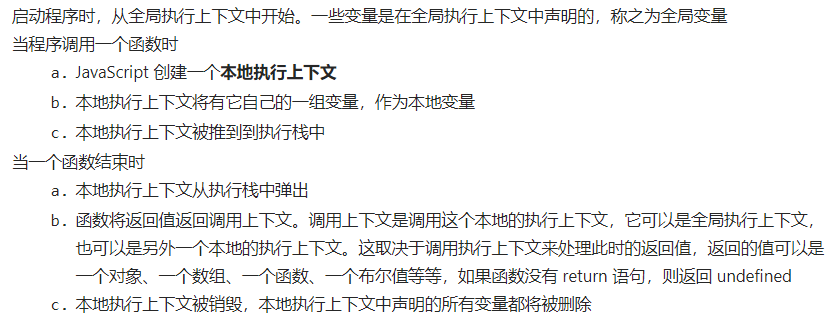 启动程序时，从全局执行上下文中开始。一些变量是在全局执行上下文中声明的，称之为全局变量
当程序调用一个函数时
a. JavaScript 创建一个本地执行上下文
b. 本地执行上下文将有它自己的一组变量，作为本地变量
c. 本地执行上下文被推到到执行栈中
当一个函数结束时
a. 本地执行上下文从执行栈中弹出
b. 函数将返回值返回调用上下文。调用上下文是调用这个本地的执行上下文，它可以是全局执行上下文，
也可以是另外一个本地的执行上下文。这取决于调用执行上下文来处理此时的返回值，返回的值可以是
一个对象、一个数组、一个函数、一个布尔值等等，如果函数没有 return 语句，则返回 undefined
c. 本地执行上下文被销毁，本地执行上下文中声明的所有变量都将被删除